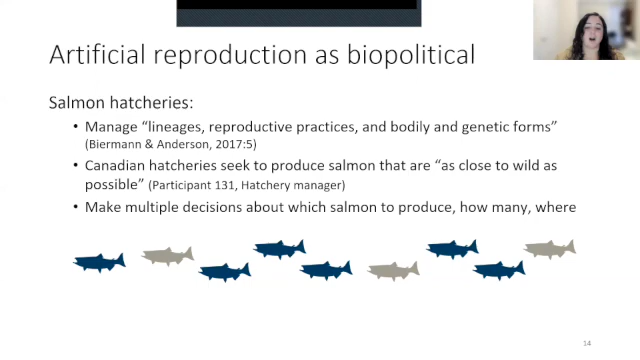 Artificial reproduction as biopolitical
Salmon hatcheries:
• Manage “lineages, reproductive practices, and bodily and genetic forms”
(Biermann & Anderson, 2017:5)
• Canadian hatcheries seek to produce salmon that are “as close to wild as
possible” (Participant 131, Hatchery manager)
• Make multiple decisions about which salmon to produce, how many, where
14